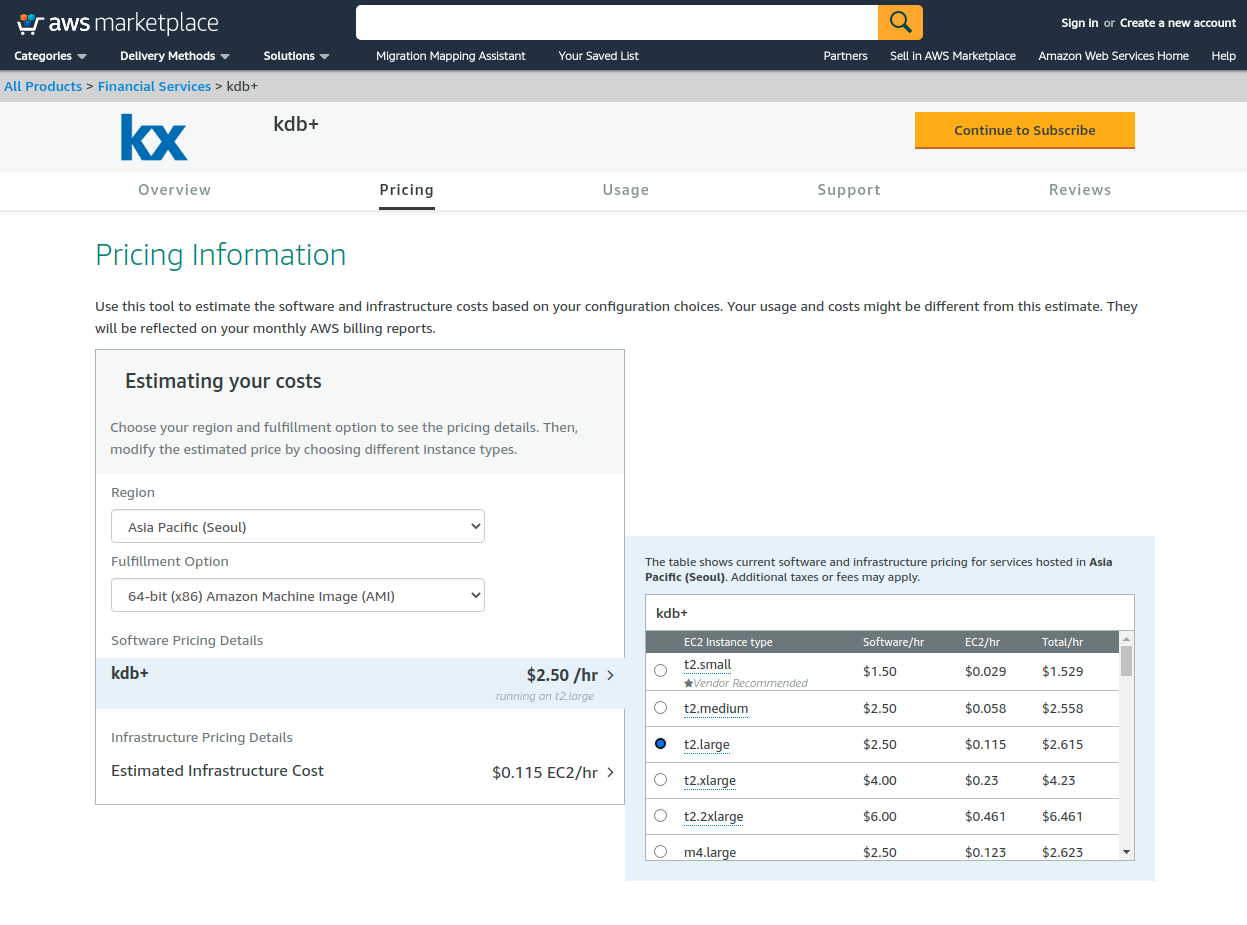 aws marketplace
Sign in or Create a new account
Categories Delivery Methods Solutions Migration Mapping Assistant Your Saved List Partners Sell in AWS Marketplace Amazon Web Services Home Help
All Products > Financial Services > kdb+
kx
kdb+
Continue to Subscribe
Overview Pricing Usage Support Reviews
Pricing Information
Use this tool to estimate the software and infrastructure costs based on your configuration choices. Your usage and costs might be different from this estimate. They
will be reflected on your monthly AWS billing reports.
Estimating your costs
Choose your region and fulfillment option to see the pricing details. Then,
modify the estimated price by choosing different instance types.
Region
Asia Pacific (Seoul)
Fulfillment Option
64-bit (x86) Amazon Machine Image (AMI)
Software Pricing Details
kdb+ $2.50 /hr >
running on t2.large
Infrastructure Pricing Details
Estimated Infrastructure Cost $0.115 EC2/hr >
The table shows current software and infrastructure pricing for services hosted in Asia
Pacific (Seoul). Additional taxes or fees may apply.
kdb+
EC2 Instance type Software/hr EC2/hr Total/hr
t2.small $1.50 $0.029 $1.529
★Vendor Recommended
t2.medium $2.50 $0.058 $2.558
t2.large $2.50 $0.115 $2.615
t2.xlarge $4.00 $0.23 $4.23
t2.2xlarge $6.00 $0.461 $6.461
m4.large $2.50 $0.123 $2.623